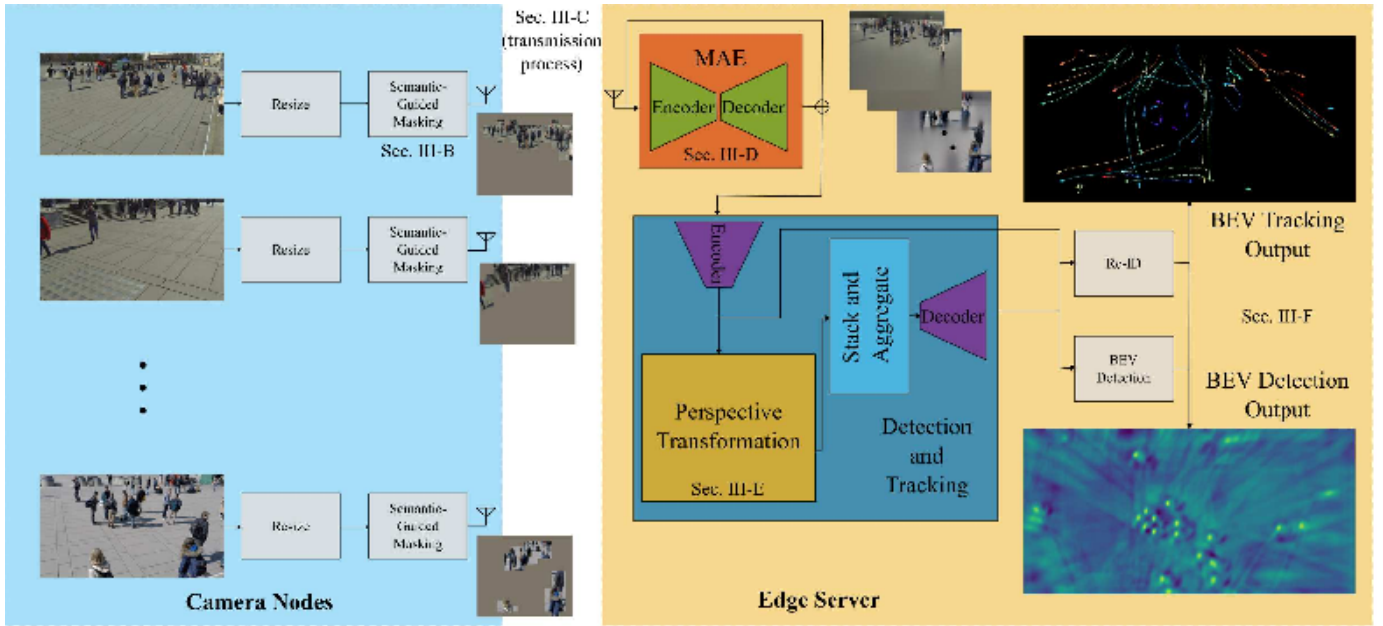 Resize
Semantic-
Guided
Masking
Sec. III-B
Resize
Semantic-
Guided
Masking
Resize
Semantic-
Guided
Masking
Camera Nodes
Sec. III-C
(transmission
process)
MAE
Encoder
Decoder
Sec. III-D
Encoder
Perspective
Transformation
Sec. III-E
Stack and
Aggregate
Decoder
Detection
and
Tracking
Re-ID
BEV
Detection
BEV Tracking
Output
Sec. III-F
BEV Detection
Output
Edge Server